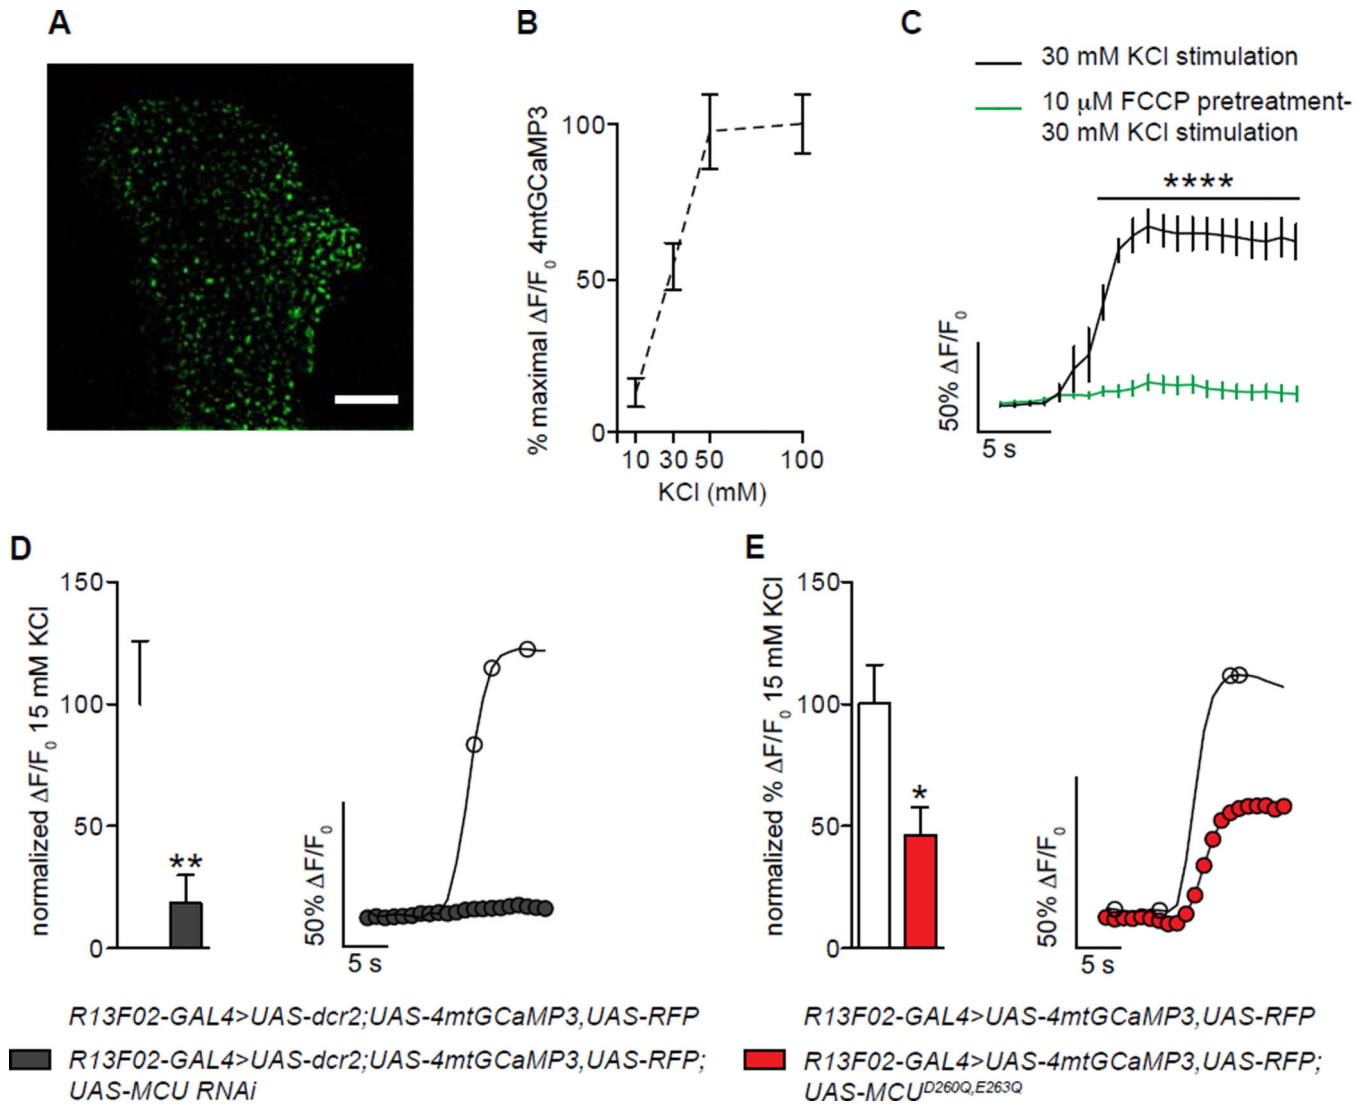 A
B
% maximal ΔF/F0 4mtGCaMP3
100
50
0
10 30 50 100
KCl (mM)
C
30 mM KCl stimulation
10 µM FCCP pretreatment-
30 mM KCl stimulation
****
50% ΔF/F0
5 s
D
normalized ΔF/F0 15 mM KCl
150
100
50
0
**
50% ΔF/F0
5 s
R13F02-GAL4>UAS-dcr2;UAS-4mtGCaMP3,UAS-RFP
R13F02-GAL4>UAS-dcr2;UAS-4mtGCaMP3,UAS-RFP;
UAS-MCU RNAi
E
normalized % ΔF/F0 15 mM KCl
150
100
50
0
*
50% ΔF/F0
5 s
R13F02-GAL4>UAS-4mtGCaMP3,UAS-RFP
R13F02-GAL4>UAS-4mtGCaMP3,UAS-RFP;
UAS-MCUD260Q,E263Q